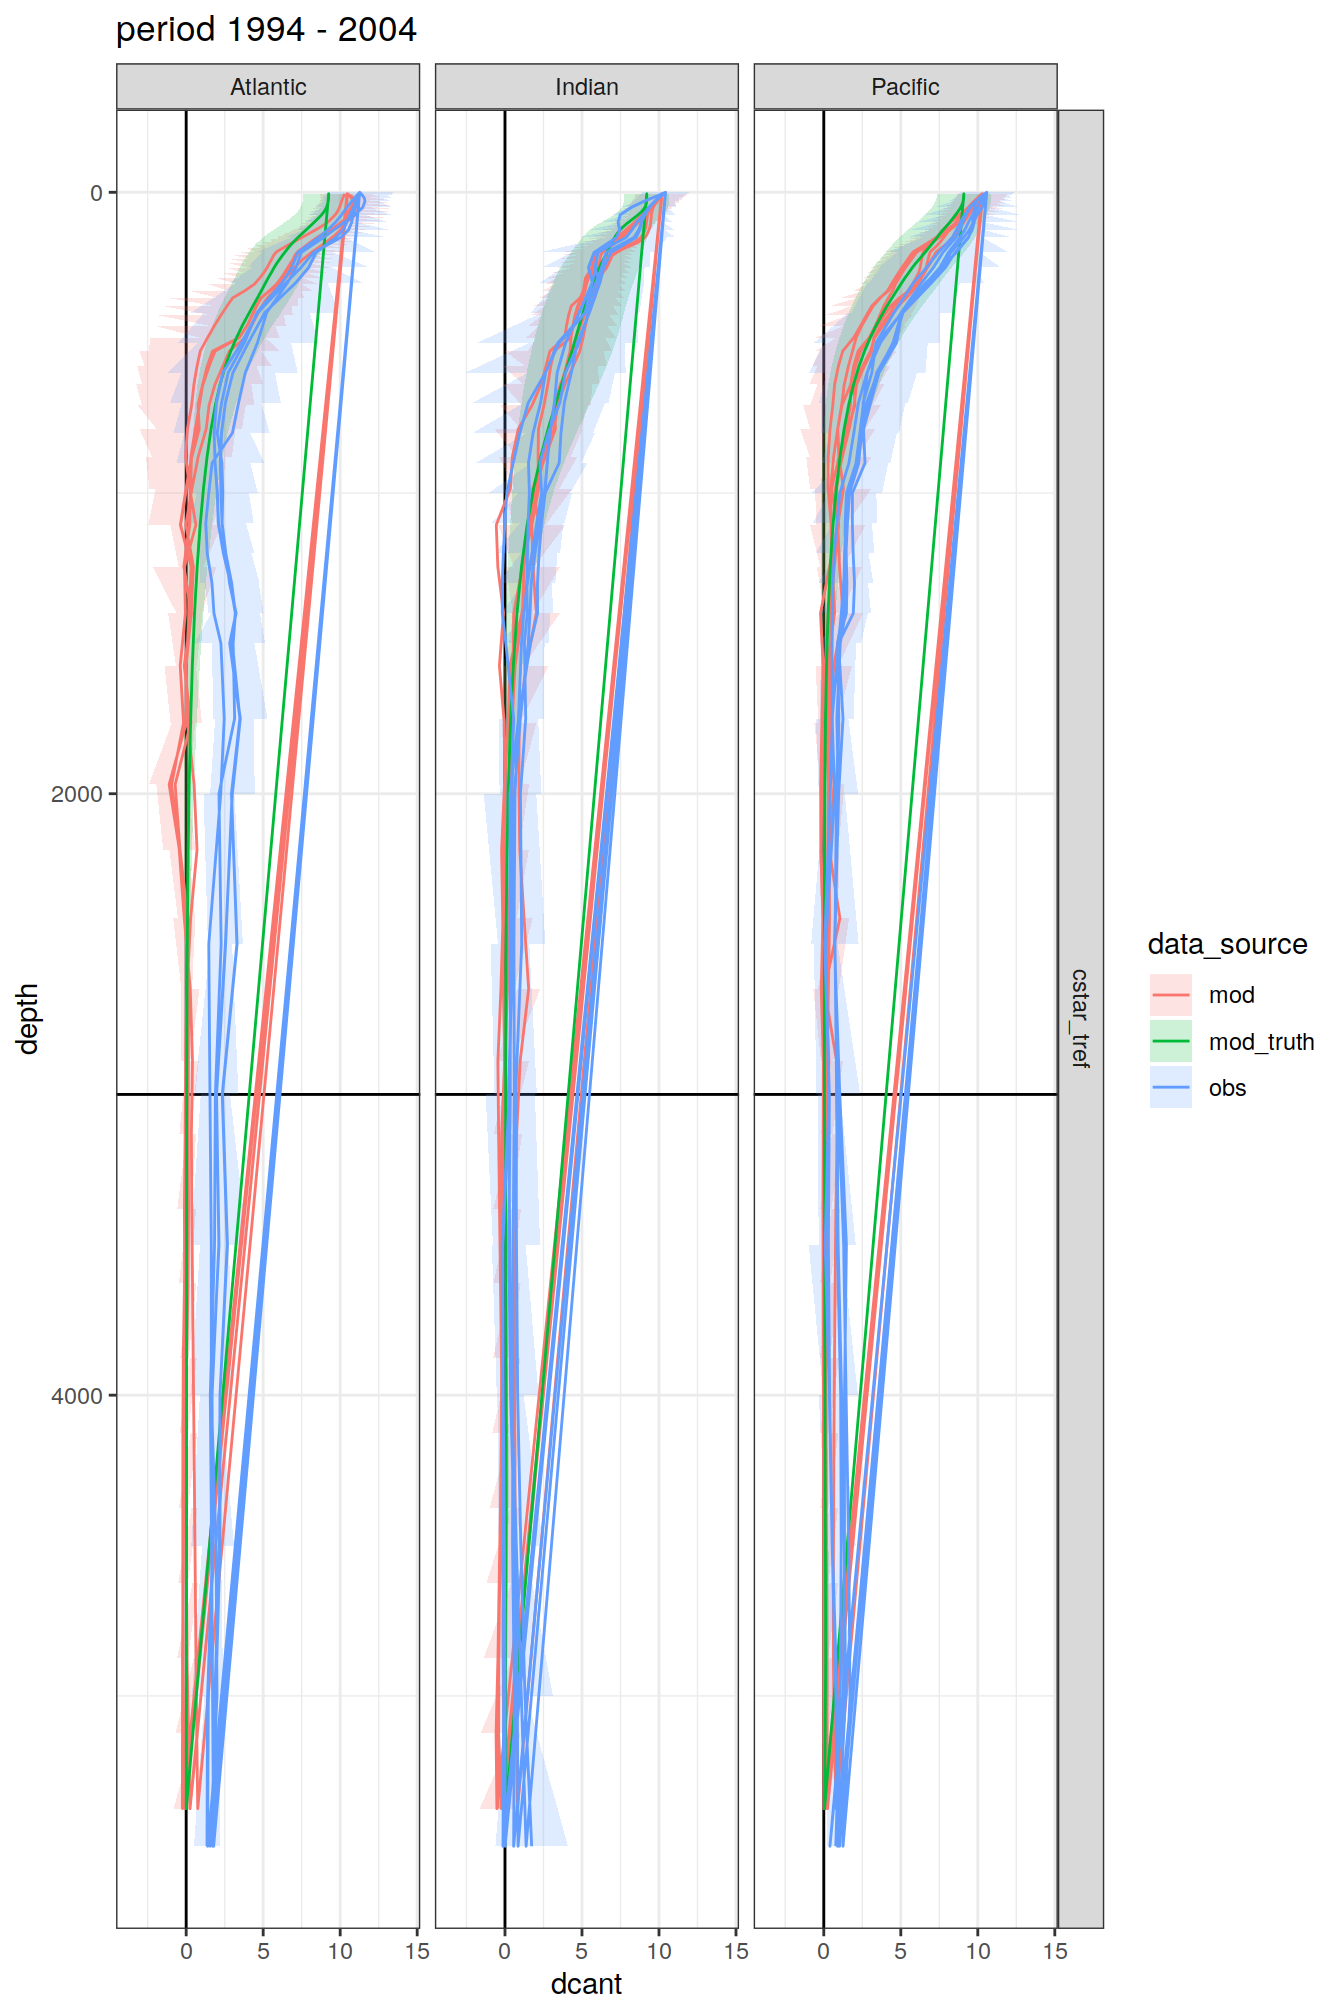 period 1994 - 2004
Atlantic
Indian
Pacific
0
2000
4000
depth
cstar_tref
data_source
mod
mod_truth
obs
0 5 10 15
0 5 10 15
0 5 10 15
dcant